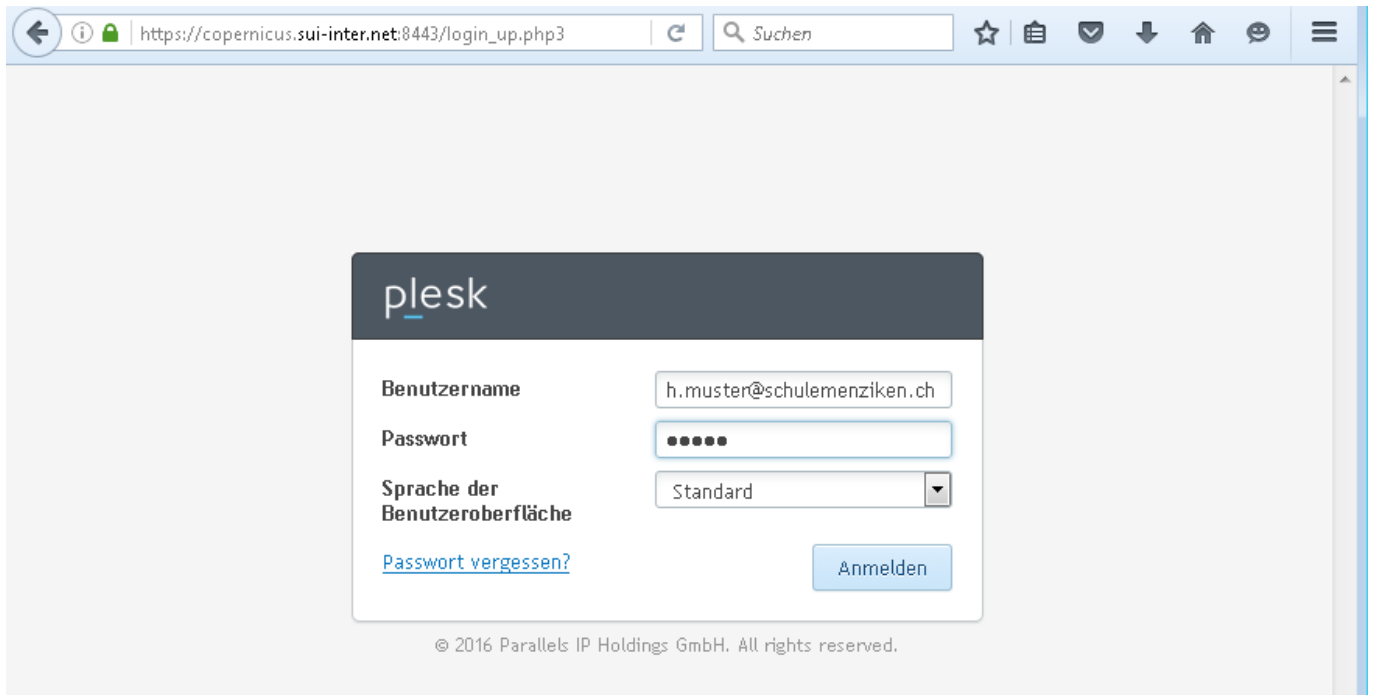 https://copernicus.sui-inter.net:8443/login_up.php3
Suchen
plesk
Benutzername
h.muster@schulemenziken.ch
Passwort
●●●●●
Sprache der
Benutzeroberfläche
Standard
Passwort vergessen?
Anmelden
© 2016 Parallels IP Holdings GmbH. All rights reserved.